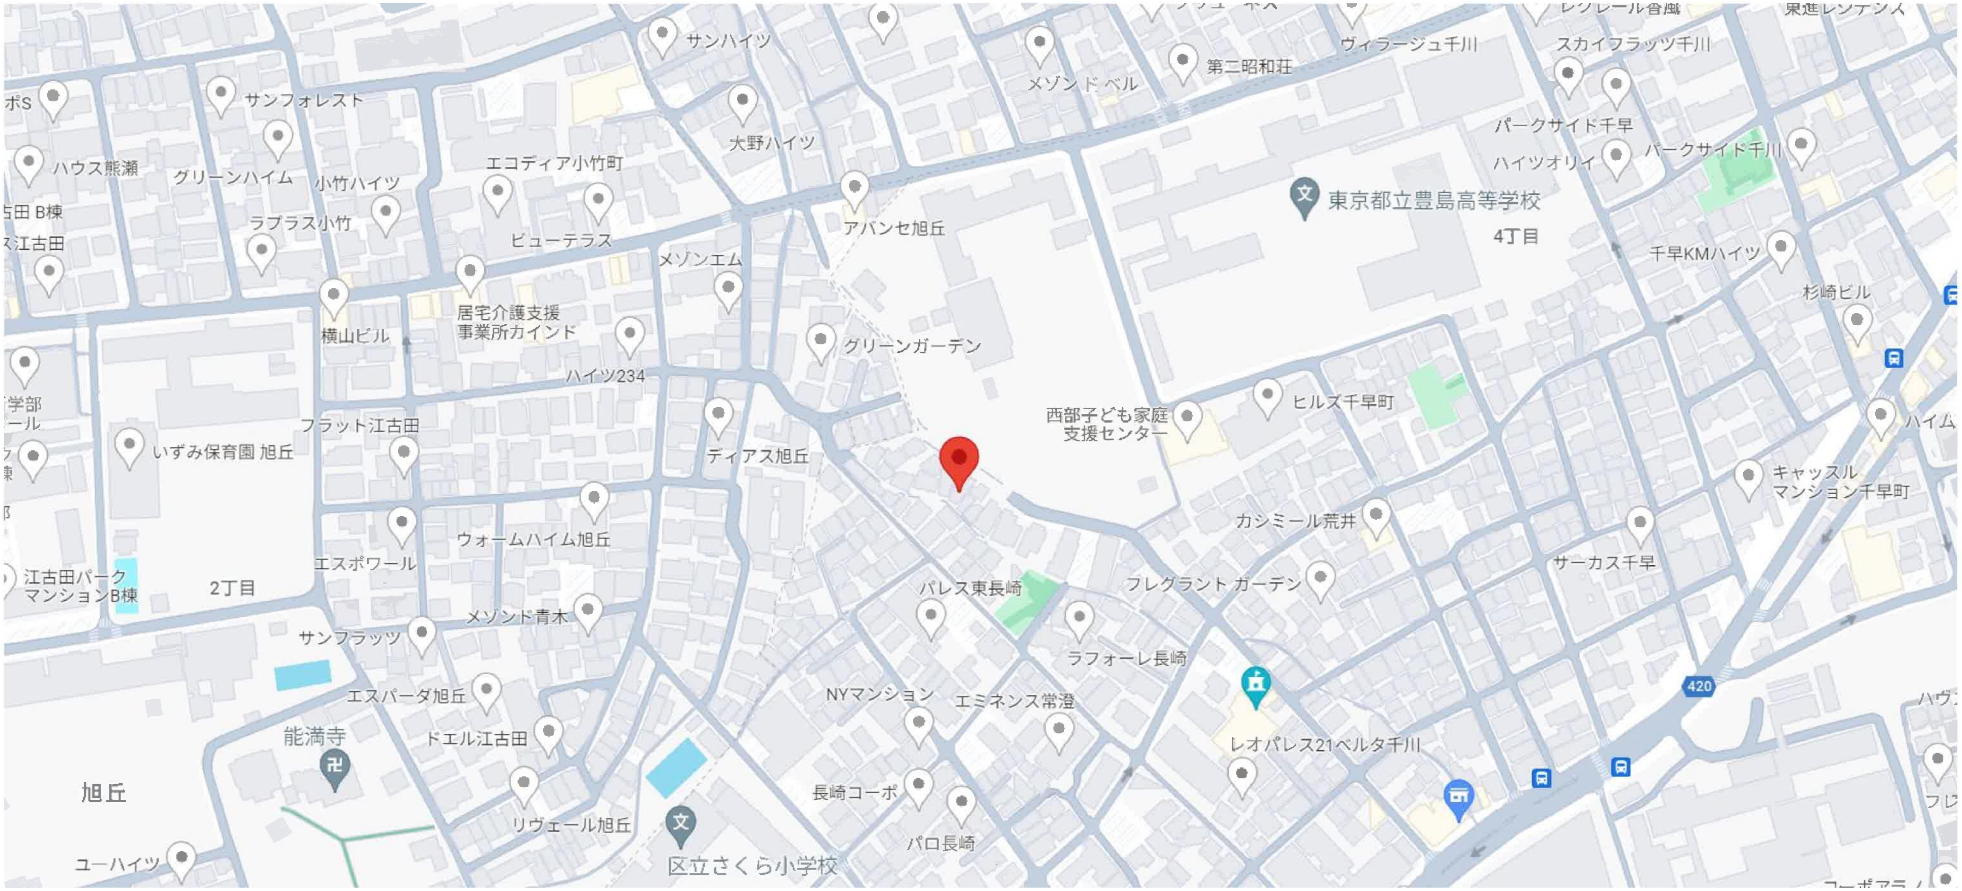 サンハイツ
ヴィラージュ千川
スカイフラッツ千川
第二昭和荘
メゾン ド ベル
サンフォレスト
パークサイド千早
大野ハイツ
パークサイド千川
ハイツオリイ
ハウス熊瀬
グリーンハイム
小竹ハイツ
エコディア小竹町
東京都立豊島高等学校
古田 B棟
ラプラス小竹
ビューテラス
アバンセ旭丘
4丁目
ス江古田
メゾンエム
千早KMハイツ
杉崎ビル
居宅介護支援
事業所カインド
横山ビル
グリーンガーデン
ハイツ234
ヒルズ千早町
西部子ども家庭
支援センター
学部
ール
フラット江古田
ハイム
いずみ保育園 旭丘
ディアス旭丘
棟
キャッスル
マンション千早町
カシミール荒井
ウォームハイム旭丘
エスポワール
サーカス千早
江古田パーク
マンションB棟
2丁目
パレス東長崎
フレグラント ガーデン
メゾンド青木
サンフラッツ
ラフォーレ長崎
エスパーダ旭丘
NYマンション
エミネンス常澄
420
能満寺
ドエル江古田
レオパレス21ベルタ千川
旭丘
長崎コーポ
リヴェール旭丘
パロ長崎
ユーハイツ
区立さくら小学校